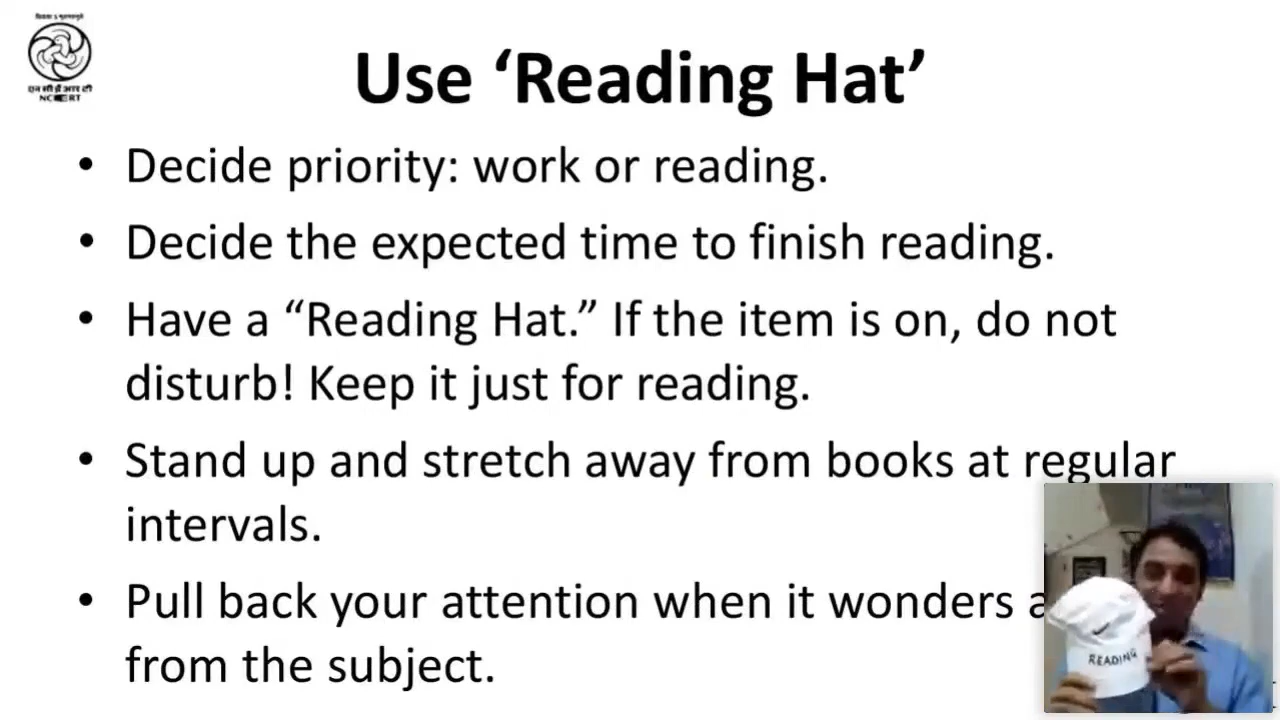 एन सी ई आर टी
NCERT
Use ‘Reading Hat’
• Decide priority: work or reading.
• Decide the expected time to finish reading.
• Have a “Reading Hat.” If the item is on, do not
disturb! Keep it just for reading.
• Stand up and stretch away from books at regular
intervals.
• Pull back your attention when it wonders
from the subject.
READING